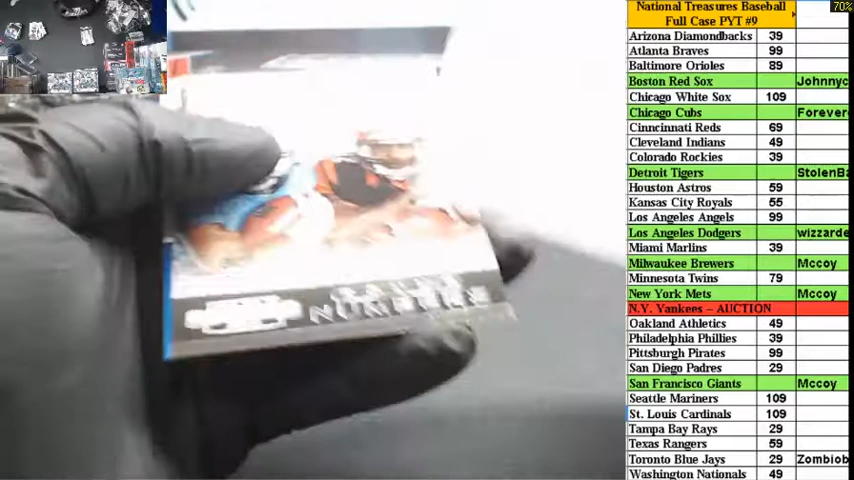 70%
National Treasures Baseball
Full Case PYT #9
Arizona Diamondbacks 39
Atlanta Braves 99
Baltimore Orioles 89
Boston Red Sox Johnnyc
Chicago White Sox 109
Chicago Cubs Forever
Cinncinnati Reds 69
Cleveland Indians 49
Colorado Rockies 39
Detroit Tigers StolenBa
Houston Astros 59
Kansas City Royals 55
Los Angeles Angels 99
Los Angeles Dodgers wizzarde
Miami Marlins 39
Milwaukee Brewers Mccoy
Minnesota Twins 79
New York Mets Mccoy
N.Y. Yankees – AUCTION
Oakland Athletics 49
Philadelphia Phillies 39
Pittsburgh Pirates 99
San Diego Padres 29
San Francisco Giants Mccoy
Seattle Mariners 109
St. Louis Cardinals 109
Tampa Bay Rays 29
Texas Rangers 59
Toronto Blue Jays 29 Zombiob
Washington Nationals 49